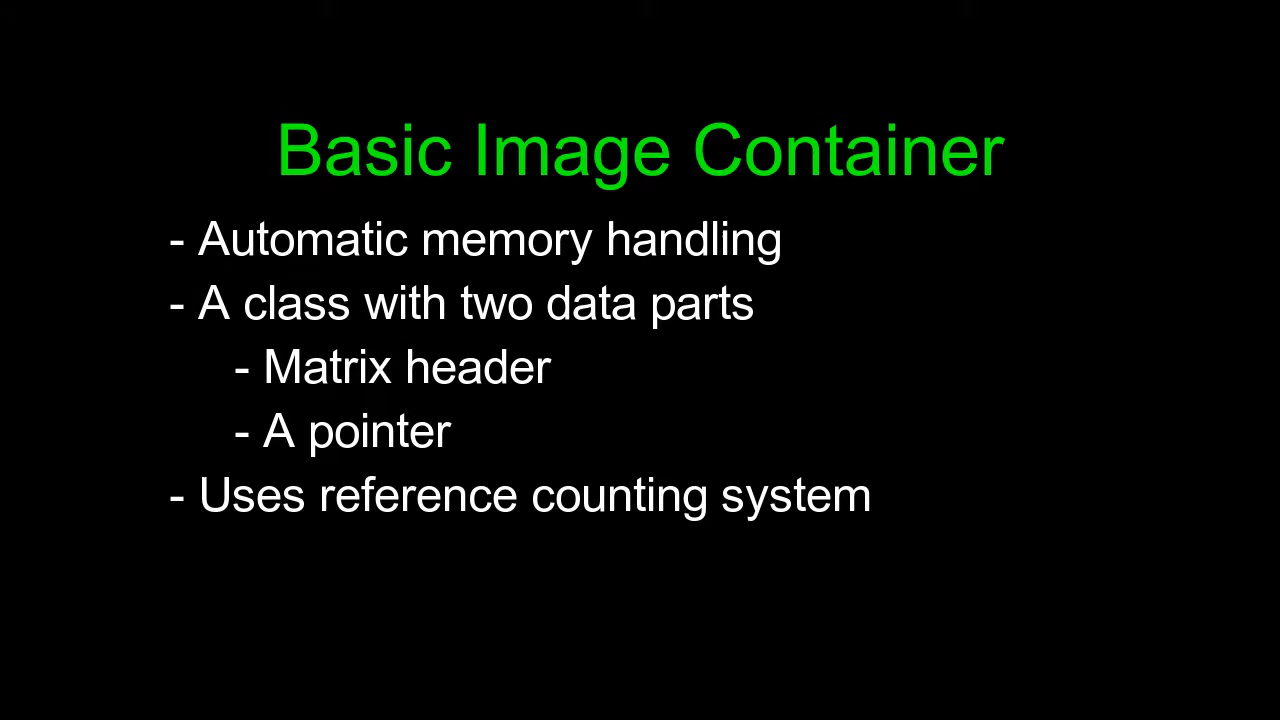 Basic Image Container
- Automatic memory handling
- A class with two data parts
- Matrix header
- A pointer
- Uses reference counting system